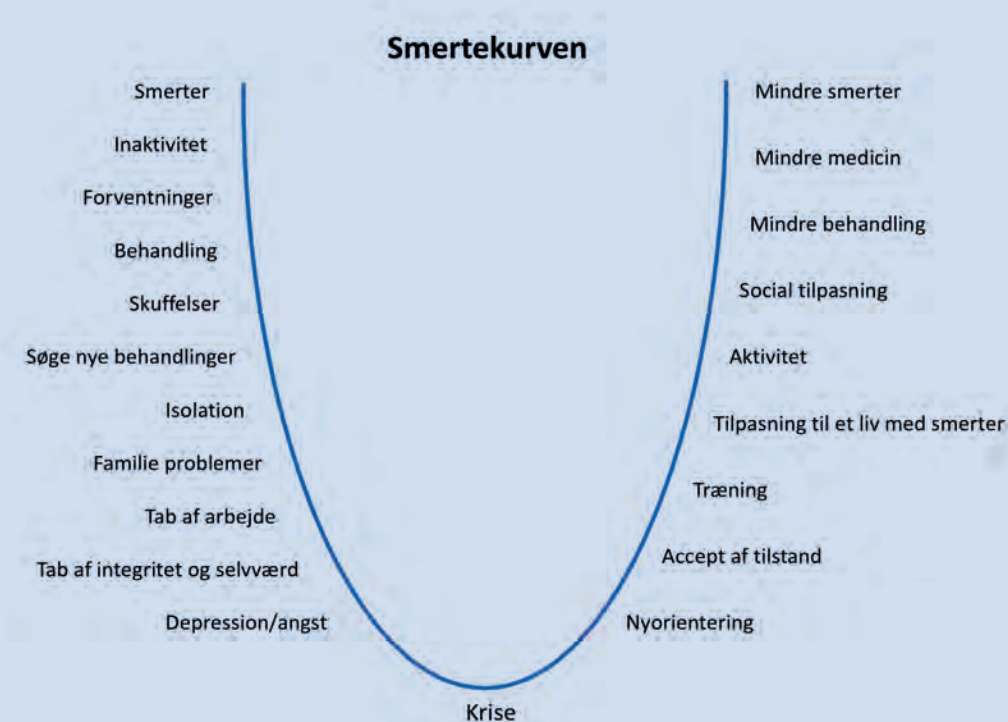 Smertekurven
Smerter
Inaktivitet
Forventninger
Behandling
Skuffelser
Søge nye behandlinger
Isolation
Familie problemer
Tab af arbejde
Tab af integritet og selvværd
Depression/angst
Krise
Nyorientering
Accept af tilstand
Træning
Tilpasning til et liv med smerter
Aktivitet
Social tilpasning
Mindre behandling
Mindre medicin
Mindre smerter